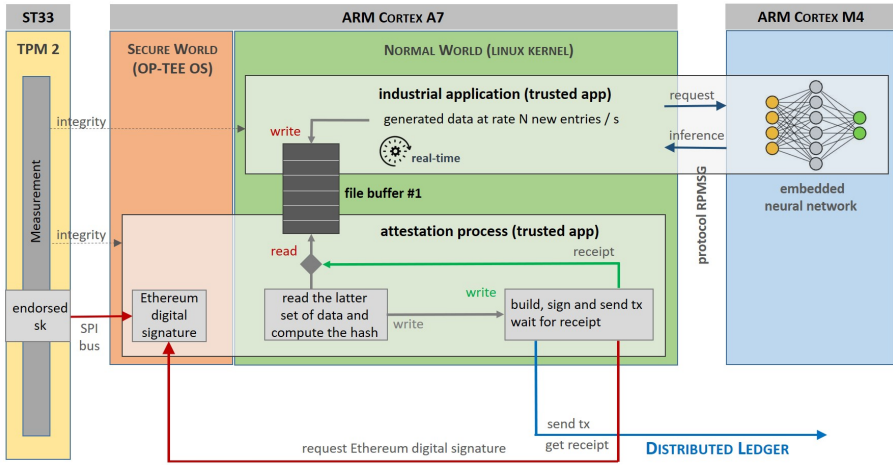 ST33
ARM CORTEX A7
ARM CORTEX M4
TPM 2
SECURE WORLD
(OP-TEE OS)
NORMAL WORLD (LINUX KERNEL)
industrial application (trusted app)
generated data at rate N new entries / s
write
real-time
request
inference
integrity
Measurement
file buffer #1
protocol RPMSG
embedded
neural network
attestation process (trusted app)
integrity
read
receipt
endorsed
sk
SPI
bus
Ethereum
digital
signature
read the latter
set of data and
compute the hash
write
write
build, sign and send tx
wait for receipt
send tx
get receipt
request Ethereum digital signature
DISTRIBUTED LEDGER